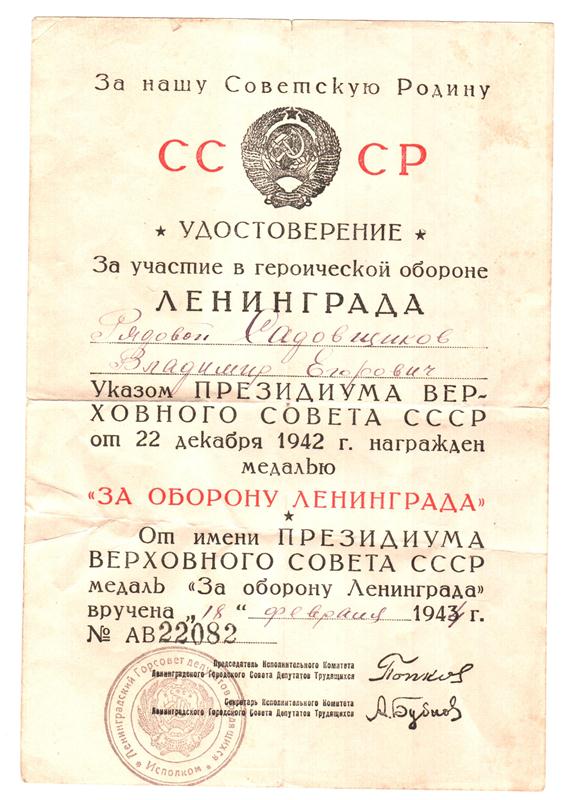 За нашу Советскую Родину
СС СР
★ УДОСТОВЕРЕНИЕ ★
За участие в героической обороне
ЛЕНИНГРАДА
Рядовой Садовщиков
Владимир Егорович
Указом ПРЕЗИДИУМА ВЕР-
ХОВНОГО СОВЕТА СССР
от 22 декабря 1942 г. награжден
медалью
«ЗА ОБОРОНУ ЛЕНИНГРАДА»
★
От имени ПРЕЗИДИУМА
ВЕРХОВНОГО СОВЕТА СССР
медаль «За оборону Ленинграда»
вручена „18“ февраля 1944 г.
№ АВ22082
Председатель Исполнительного Комитета
Ленинградского Городского Совета Депутатов Трудящихся
Попков
Секретарь Исполнительного Комитета
Ленинградского Городского Совета Депутатов Трудящихся
А.Бубнов
Ленинградский Горсовет депутатов трудящихся
Исполком